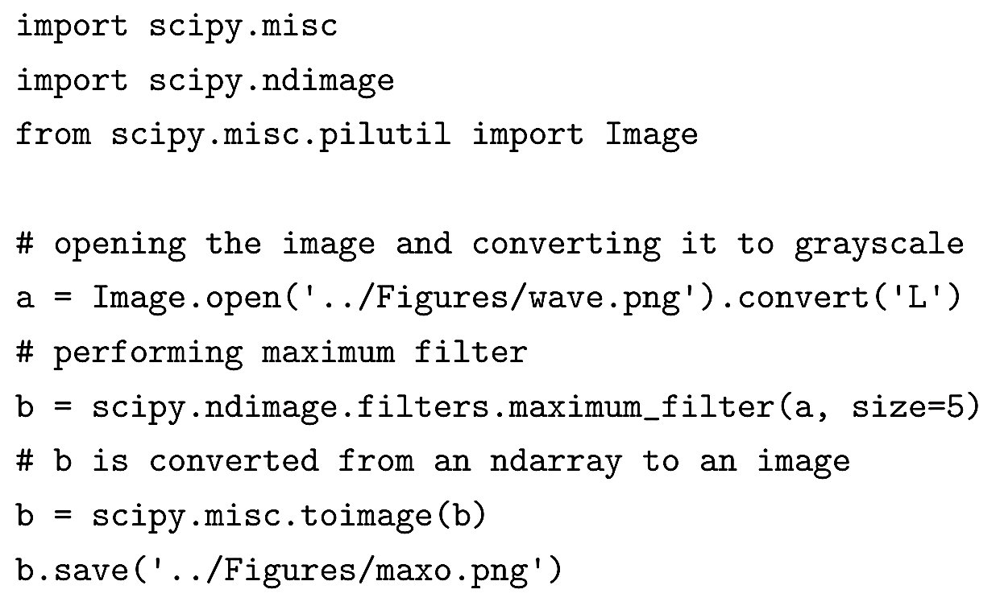 import scipy.misc
import scipy.ndimage
from scipy.misc.pilutil import Image
# opening the image and converting it to grayscale
a = Image.open('../Figures/wave.png').convert('L')
# performing maximum filter
b = scipy.ndimage.filters.maximum_filter(a, size=5)
# b is converted from an ndarray to an image
b = scipy.misc.toimage(b)
b.save('../Figures/maxo.png')